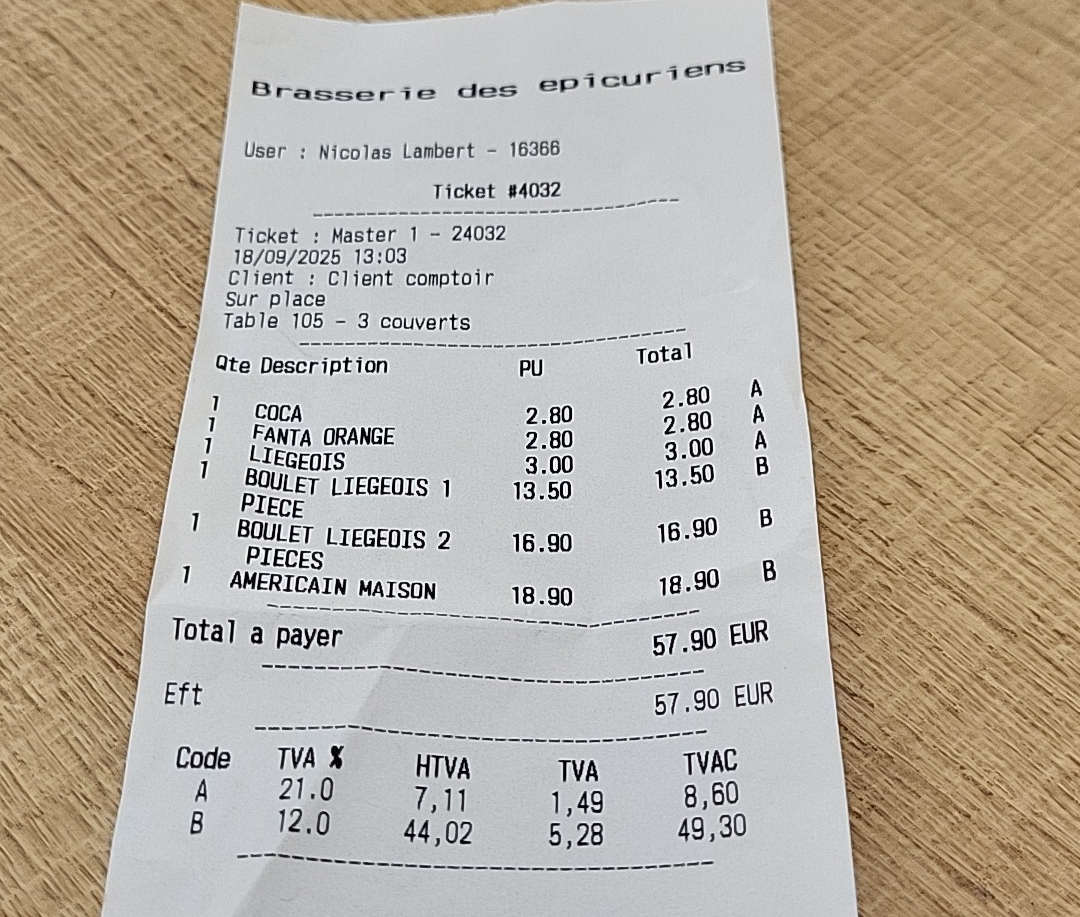 Brasserie des epicuriens
User : Nicolas Lambert - 16366
Ticket #4032
Ticket : Master 1 - 24032
18/09/2025 13:03
Client : Client comptoir
Sur place
Table 105 - 3 couverts
Qte Description PU Total
1 COCA 2.80 2.80 A
1 FANTA ORANGE 2.80 2.80 A
1 LIEGEOIS 3.00 3.00 A
1 BOULET LIEGEOIS 1 13.50 13.50 B
PIECE
1 BOULET LIEGEOIS 2 16.90 16.90 B
PIECES
1 AMERICAIN MAISON 18.90 18.90 B
Total a payer 57.90 EUR
Eft 57.90 EUR
Code TVA % HTVA TVA TVAC
A 21.0 7,11 1,49 8,60
B 12.0 44,02 5,28 49,30